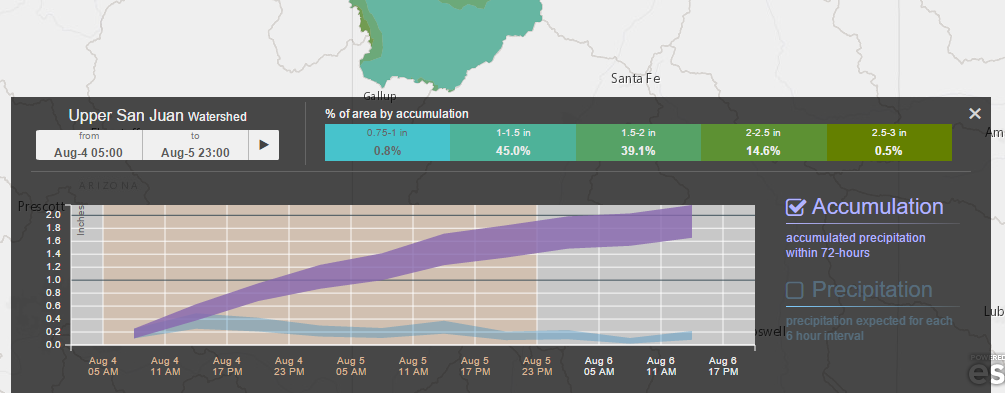 Santa Fe
Gallup
Upper San Juan Watershed
from to
Aug-4 05:00 Aug-5 23:00
% of area by accumulation
0.75-1 in 1-1.5 in 1.5-2 in 2-2.5 in 2.5-3 in
0.8% 45.0% 39.1% 14.6% 0.5%
Am
ARIZONA
Prescott
Inches
2.0
1.8
1.6
1.4
1.2
1.0
0.8
0.6
0.4
0.2
0.0
Aug 4 Aug 4 Aug 4 Aug 4 Aug 5 Aug 5 Aug 5 Aug 5 Aug 6 Aug 6 Aug 6
05 AM 11 AM 17 PM 23 PM 05 AM 11 AM 17 PM 23 PM 05 AM 11 AM 17 PM
Accumulation
accumulated precipitation
within 72-hours
Precipitation
precipitation expected for each
6 hour interval
oswell
Lub
POWERED
es